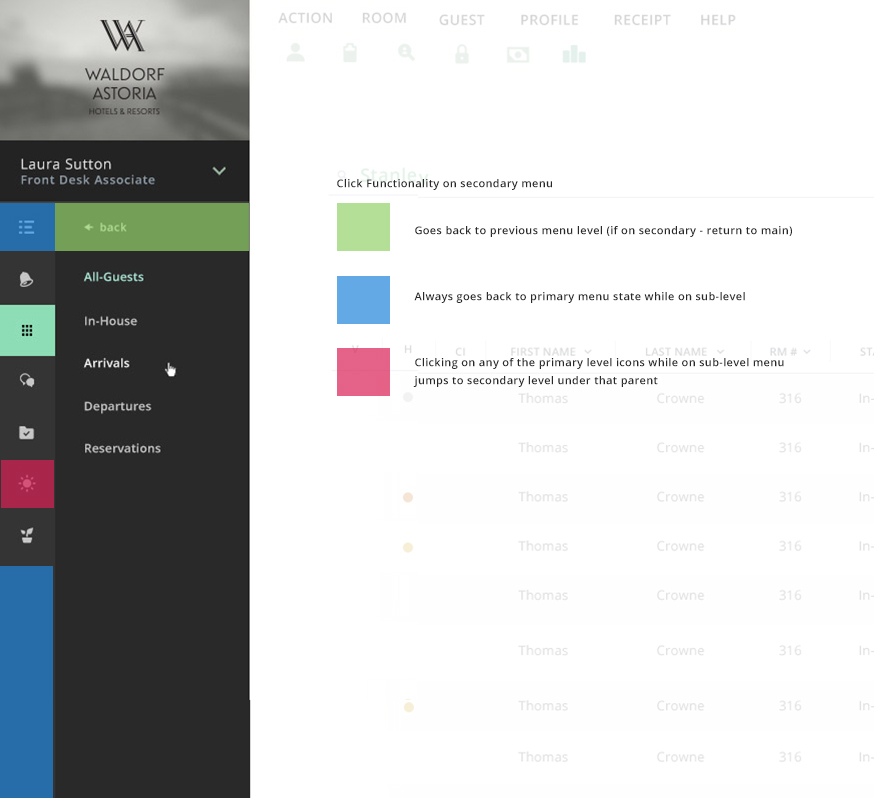 WALDORF
ASTORIA
HOTELS & RESORTS
Laura Sutton
Front Desk Associate
back
All-Guests
In-House
Arrivals
Departures
Reservations
ACTION ROOM GUEST PROFILE RECEIPT HELP
Stanley
Click Functionality on secondary menu
Goes back to previous menu level (if on secondary - return to main)
Always goes back to primary menu state while on sub-level
V H CI FIRST NAME LAST NAME RM # STA
Clicking on any of the primary level icons while on sub-level menu
jumps to secondary level under that parent
Thomas Crowne 316 In-
Thomas Crowne 316 In-
Thomas Crowne 316 In-
Thomas Crowne 316 In-
Thomas Crowne 316 In-
Thomas Crowne 316 In-
Thomas Crowne 316 In-
Thomas Crowne 316 In-